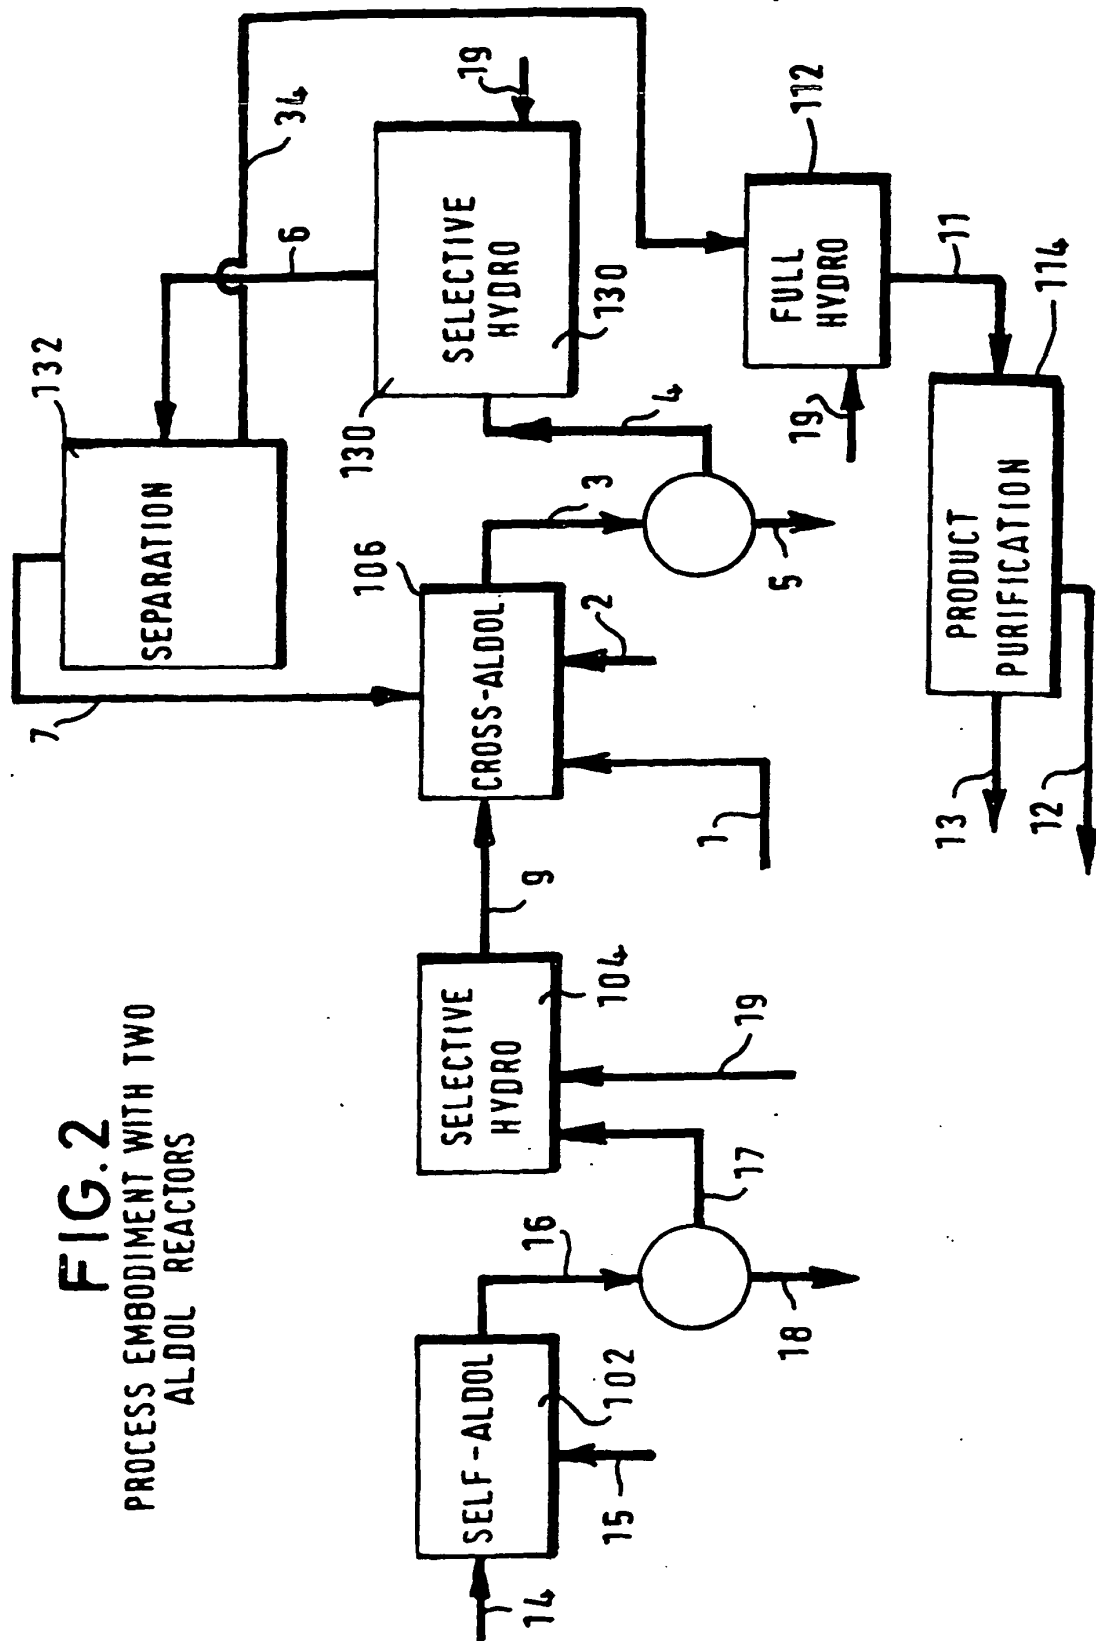 FIG.2
PROCESS EMBODIMENT WITH TWO
ALDOL REACTORS
14
SELF-ALDOL
102
15
16
18
17
SELECTIVE
HYDRO
104
19
9
CROSS-ALDOL
106
1
2
7
3
5
4
SEPARATION
132
SELECTIVE
HYDRO
130
130
19
6
34
FULL
HYDRO
112
19
11
PRODUCT
PURIFICATION
114
13
12